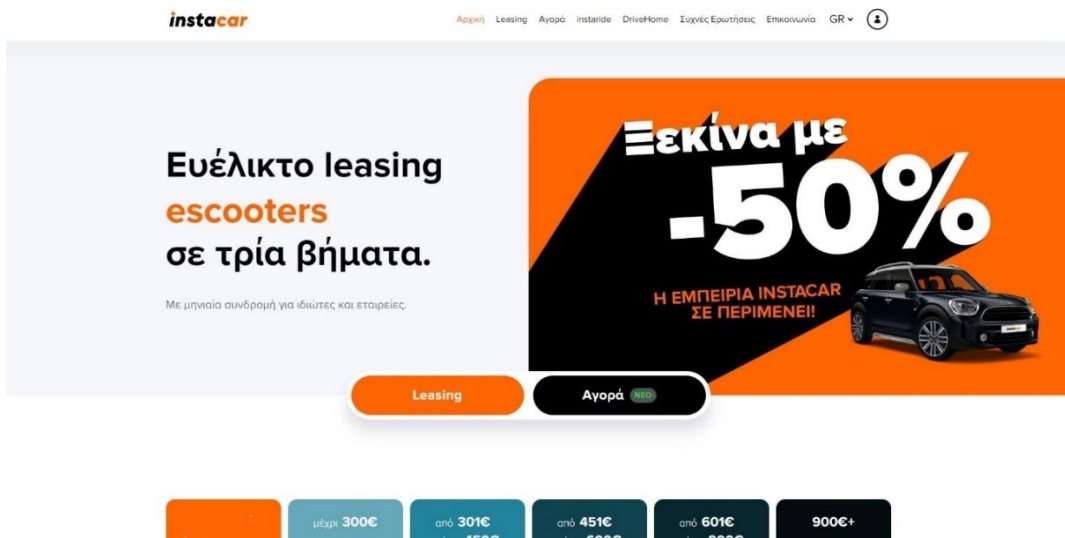 instacar
Αρχική Leasing Αγορά instaride DriveHome Συχνές Ερωτήσεις Επικοινωνία GR
Ευέλικτο leasing
escooters
σε τρία βήματα.
Με μηνιαία συνδρομή για ιδιώτες και εταιρείες.
Ξεκίνα με
-50%
Η ΕΜΠΕΙΡΙΑ INSTACAR
ΣΕ ΠΕΡΙΜΕΝΕΙ!
Leasing
Αγορά ΝΕΟ
μέχρι 300€
από 301€
από 451€
από 601€
900€+